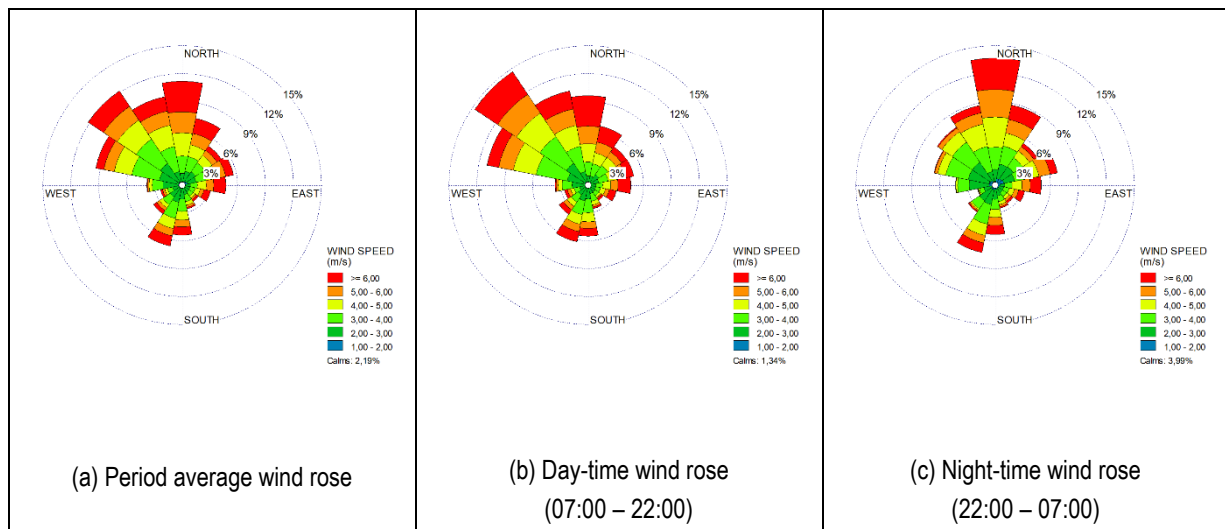 NORTH
15%
12%
9%
6%
3%
WEST
EAST
WIND SPEED
(m/s)
>= 6,00
5,00 - 6,00
4,00 - 5,00
3,00 - 4,00
2,00 - 3,00
1,00 - 2,00
Calms: 2,19%
SOUTH
(a) Period average wind rose
NORTH
15%
12%
9%
6%
3%
WEST
EAST
WIND SPEED
(m/s)
>= 6,00
5,00 - 6,00
4,00 - 5,00
3,00 - 4,00
2,00 - 3,00
1,00 - 2,00
Calms: 1,34%
SOUTH
(b) Day-time wind rose
(07:00 – 22:00)
NORTH
15%
12%
9%
6%
3%
WEST
EAST
WIND SPEED
(m/s)
>= 6,00
5,00 - 6,00
4,00 - 5,00
3,00 - 4,00
2,00 - 3,00
1,00 - 2,00
Calms: 3,99%
SOUTH
(c) Night-time wind rose
(22:00 – 07:00)